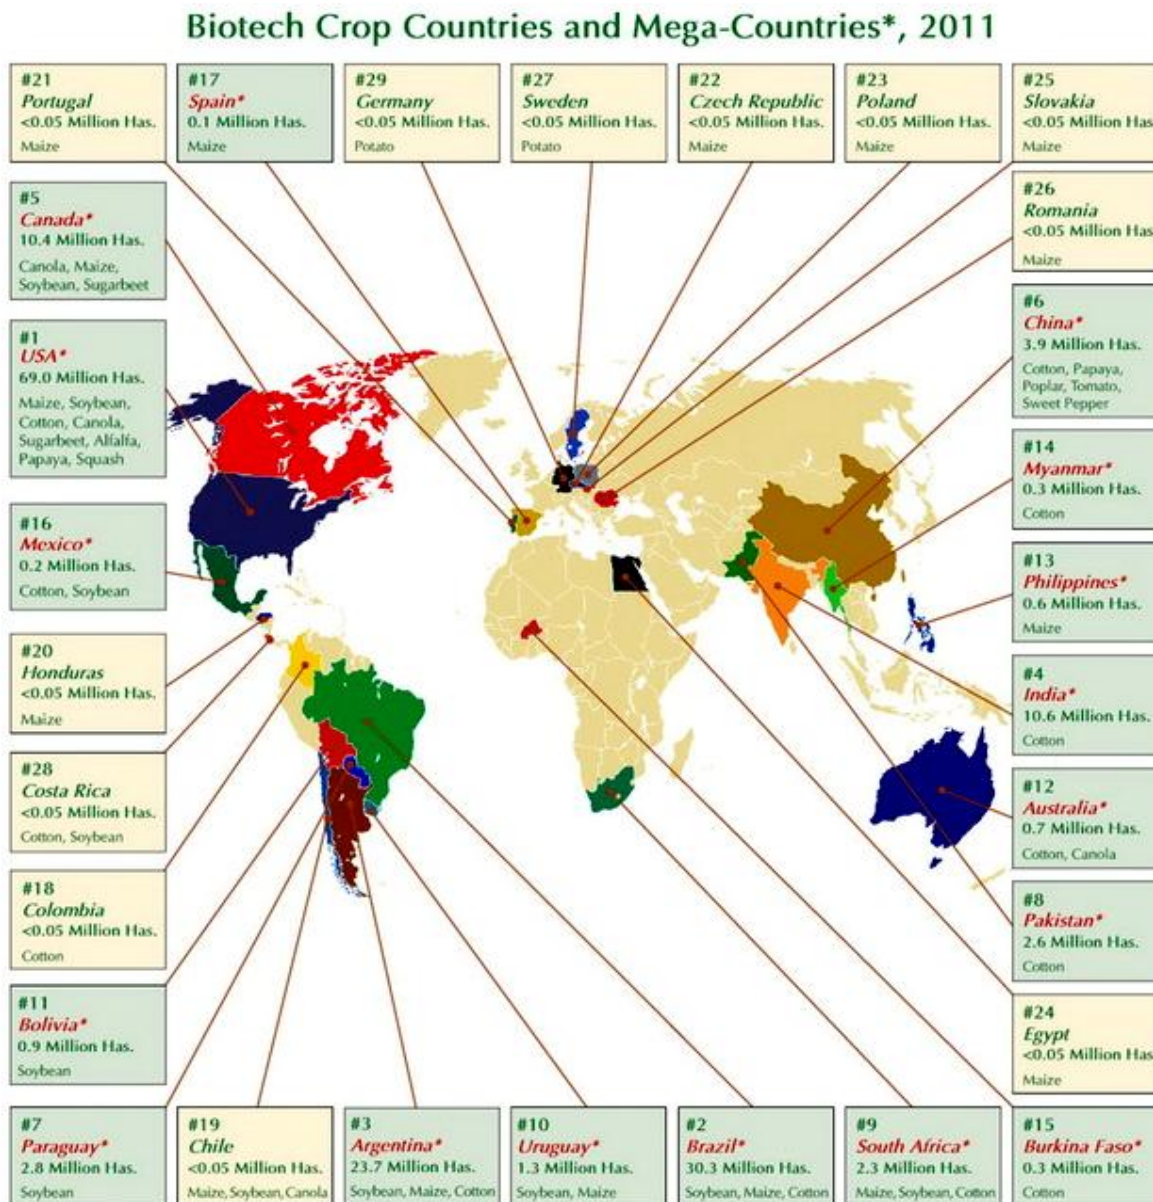 Biotech Crop Countries and Mega-Countries*, 2011
#21
Portugal
<0.05 Million Has.
Maize
#17
Spain*
0.1 Million Has.
Maize
#29
Germany
<0.05 Million Has.
Potato
#27
Sweden
<0.05 Million Has.
Potato
#22
Czech Republic
<0.05 Million Has.
Maize
#23
Poland
<0.05 Million Has.
Maize
#25
Slovakia
<0.05 Million Has
Maize
#5
Canada*
10.4 Million Has.
Canola, Maize,
Soybean, Sugarbeet
#26
Romania
<0.05 Million Has
Maize
#1
USA*
69.0 Million Has.
Maize, Soybean,
Cotton, Canola,
Sugarbeet, Alfalfa,
Papaya, Squash
#6
China*
3.9 Million Has.
Cotton, Papaya,
Poplar, Tomato,
Sweet Pepper
#14
Myanmar*
0.3 Million Has.
Cotton
#16
Mexico*
0.2 Million Has.
Cotton, Soybean
#13
Philippines*
0.6 Million Has.
Maize
#20
Honduras
<0.05 Million Has.
Maize
#4
India*
10.6 Million Has.
Cotton
#28
Costa Rica
<0.05 Million Has.
Cotton, Soybean
#12
Australia*
0.7 Million Has.
Cotton, Canola
#18
Colombia
<0.05 Million Has.
Cotton
#8
Pakistan*
2.6 Million Has.
Cotton
#11
Bolivia*
0.9 Million Has.
Soybean
#24
Egypt
<0.05 Million Has
Maize
#7
Paraguay*
2.8 Million Has.
Soybean
#19
Chile
<0.05 Million Has.
Maize, Soybean, Canola
#3
Argentina*
23.7 Million Has.
Soybean, Maize, Cotton
#10
Uruguay*
1.3 Million Has.
Soybean, Maize
#2
Brazil*
30.3 Million Has.
Soybean, Maize, Cotton
#9
South Africa*
2.3 Million Has.
Maize, Soybean, Cotton
#15
Burkina Faso*
0.3 Million Has.
Cotton